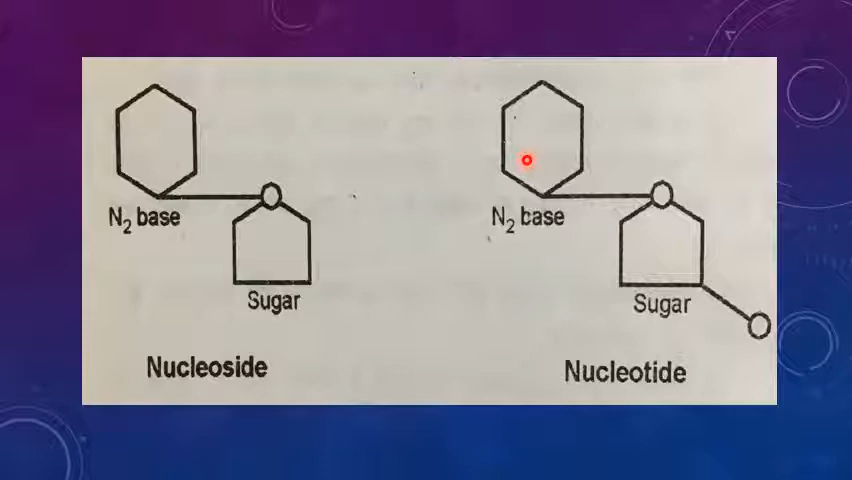 N₂ base
N₂ base
Sugar
Sugar
Nucleoside
Nucleotide